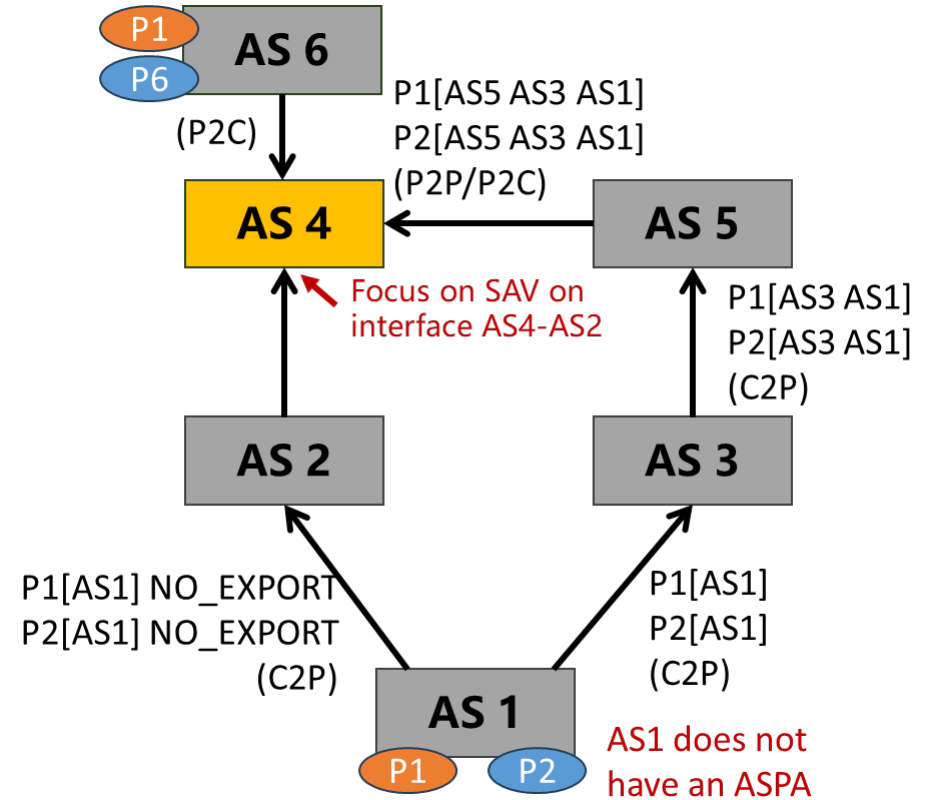 P1
P6
AS 6
P1[AS5 AS3 AS1]
P2[AS5 AS3 AS1]
(P2P/P2C)
(P2C)
AS 4
AS 5
Focus on SAV on
interface AS4-AS2
P1[AS3 AS1]
P2[AS3 AS1]
(C2P)
AS 2
AS 3
P1[AS1] NO_EXPORT
P2[AS1] NO_EXPORT
(C2P)
P1[AS1]
P2[AS1]
(C2P)
AS 1
P1
P2
AS1 does not
have an ASPA